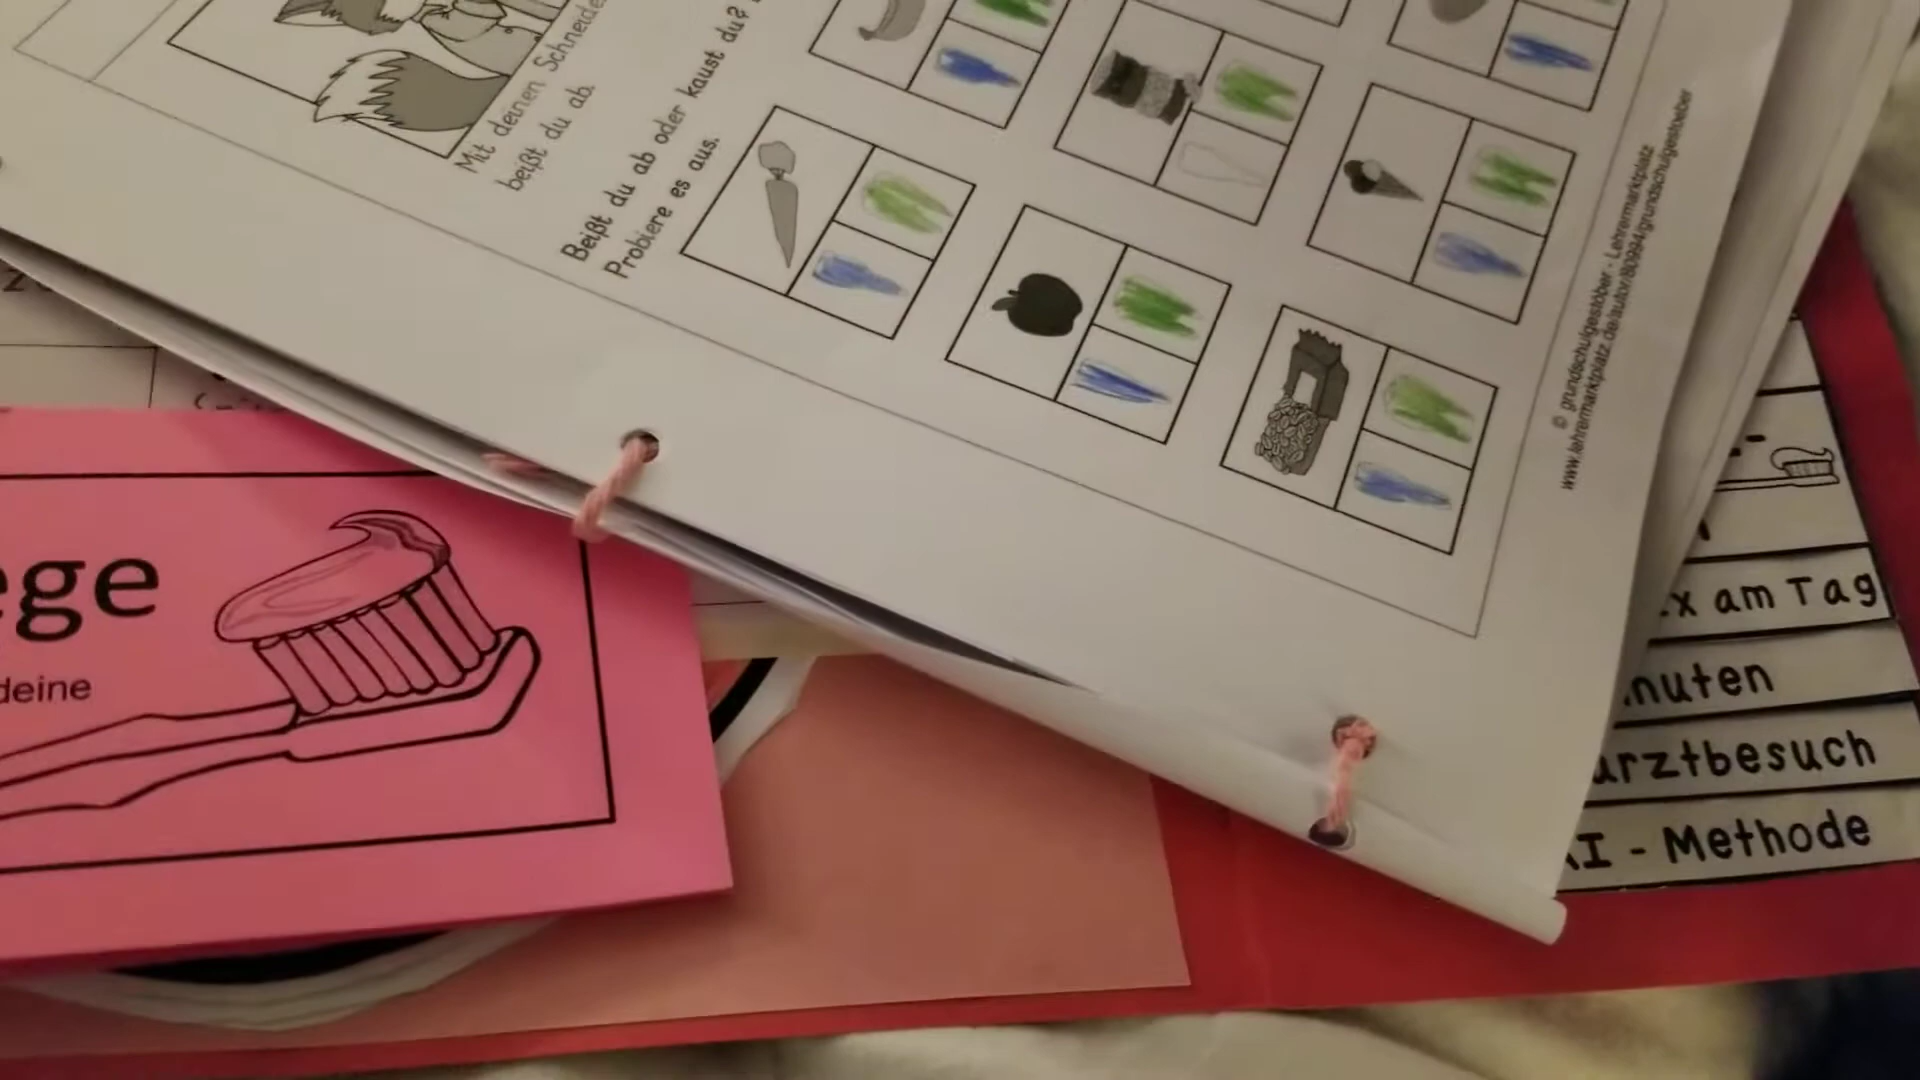 Mit deinen Schneide
beißt du ab.
Beißt du ab oder kaust du?
Probiere es aus.
© grundschulgestöber - Lehrermarktplatz
www.lehrermarktplatz.de/autor/80994/grundschulgestoeber
ege
deine
x am Tag
nuten
arztbesuch
AI - Methode